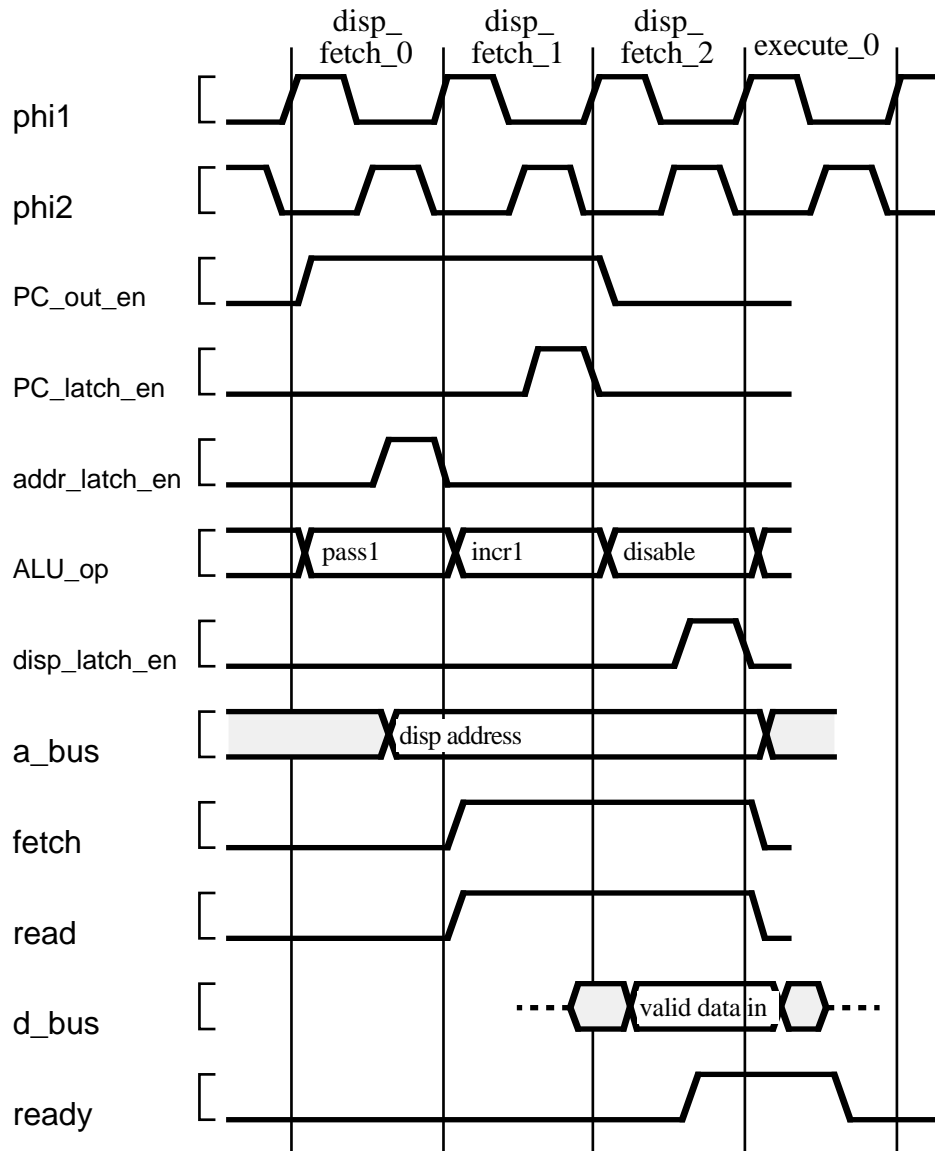 disp_
fetch_0
disp_
fetch_1
disp_
fetch_2
execute_0
phi1
phi2
PC_out_en
PC_latch_en
addr_latch_en
ALU_op
pass1
incr1
disable
disp_latch_en
a_bus
disp address
fetch
read
d_bus
valid data in
ready